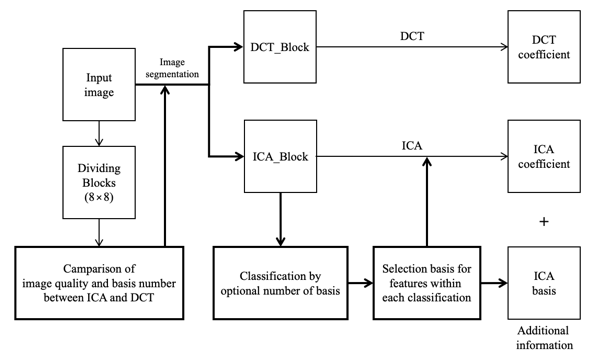 Input
image
Image
segmentation
DCT_Block
DCT
DCT
coefficient
Dividing
Blocks
(8×8)
ICA_Block
ICA
ICA
coefficient
+
Camparison of
image quality and basis number
between ICA and DCT
Classification by
optional number of basis
Selection basis for
features within
each classification
ICA
basis
Additional
information